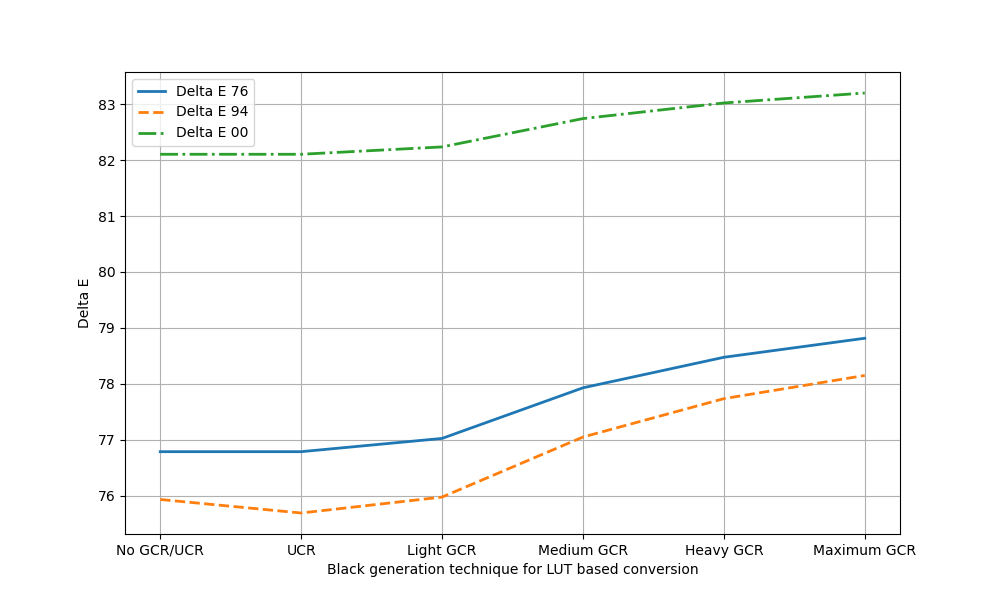 Delta E 76
Delta E 94
Delta E 00
83
82
81
80
79
78
77
76
Delta E
No GCR/UCR UCR Light GCR Medium GCR Heavy GCR Maximum GCR
Black generation technique for LUT based conversion